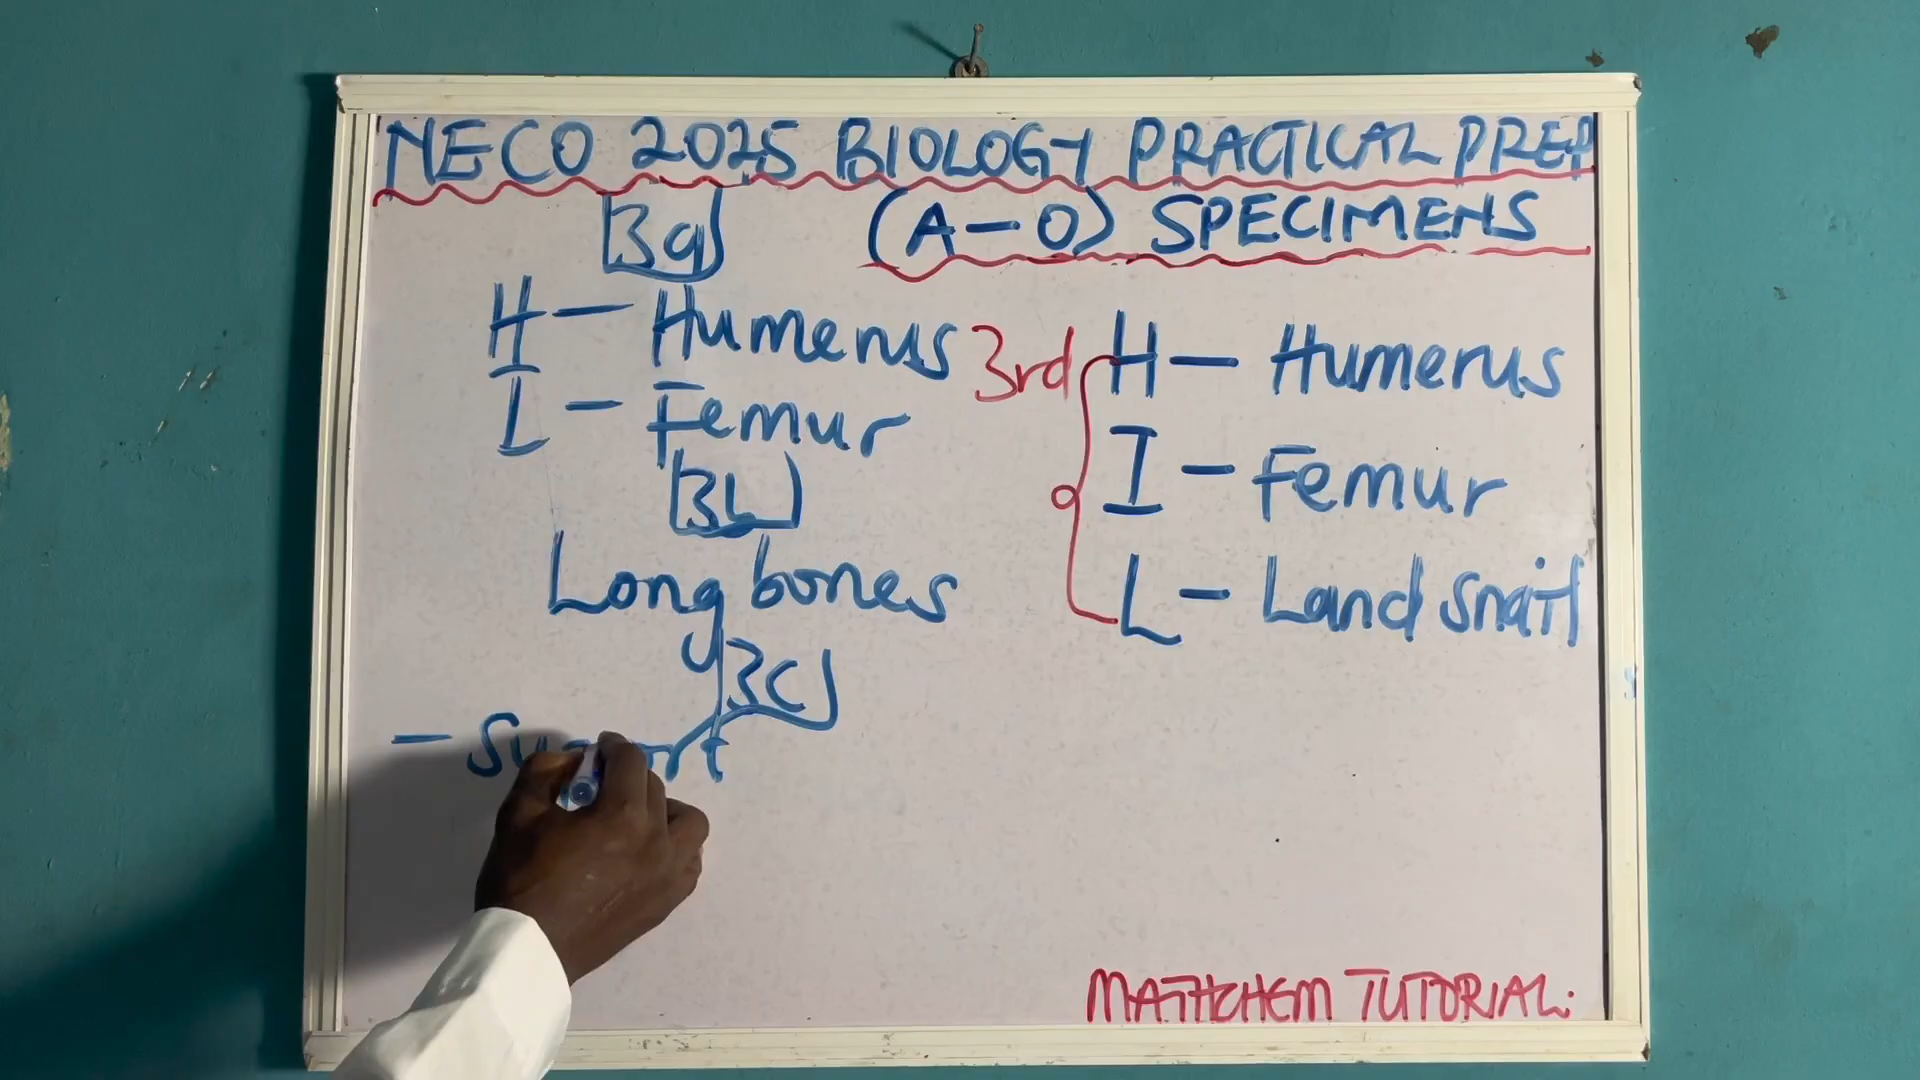 NECO 2025 BIOLOGY PRACTICAL PREP
(A-O) SPECIMENS
3a
H - Humerus
I - Femur
3b
Long bones
3c
- Support
3rd
H - Humerus
I - Femur
L - Land snail
MATHCHEM TUTORIAL.